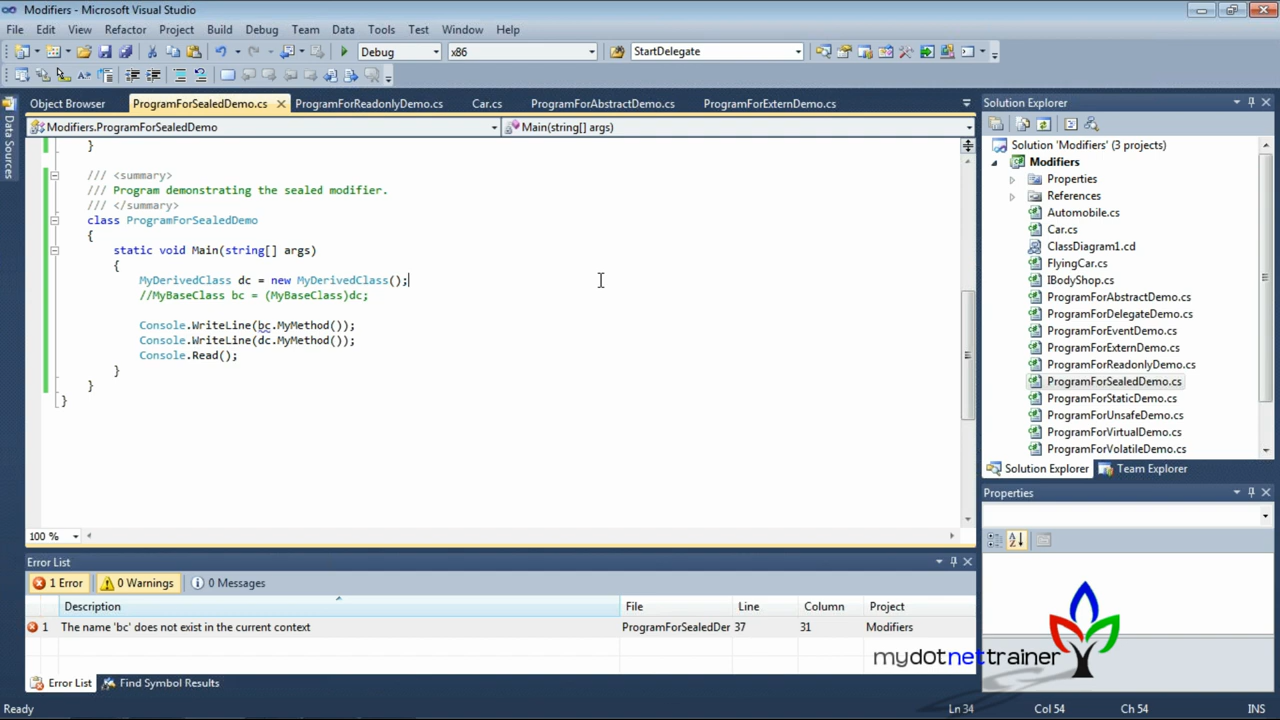 Modifiers - Microsoft Visual Studio
File Edit View Refactor Project Build Debug Team Data Tools Test Window Help
Debug x86 StartDelegate
Object Browser ProgramForSealedDemo.cs ProgramForReadonlyDemo.cs Car.cs ProgramForAbstractDemo.cs ProgramForExternDemo.cs
Data Sources
Modifiers.ProgramForSealedDemo Main(string[] args)
}
/// <summary>
/// Program demonstrating the sealed modifier.
/// </summary>
class ProgramForSealedDemo
{
static void Main(string[] args)
{
MyDerivedClass dc = new MyDerivedClass();
//MyBaseClass bc = (MyBaseClass)dc;
Console.WriteLine(bc.MyMethod());
Console.WriteLine(dc.MyMethod());
Console.Read();
}
}
}
100 %
Solution Explorer
Solution 'Modifiers' (3 projects)
Modifiers
Properties
References
Automobile.cs
Car.cs
ClassDiagram1.cd
FlyingCar.cs
IBodyShop.cs
ProgramForAbstractDemo.cs
ProgramForDelegateDemo.cs
ProgramForEventDemo.cs
ProgramForExternDemo.cs
ProgramForReadonlyDemo.cs
ProgramForSealedDemo.cs
ProgramForStaticDemo.cs
ProgramForUnsafeDemo.cs
ProgramForVirtualDemo.cs
ProgramForVolatileDemo.cs
Solution Explorer Team Explorer
Properties
Error List
1 Error 0 Warnings 0 Messages
Description File Line Column Project
1 The name 'bc' does not exist in the current context ProgramForSealedDer 37 31 Modifiers
Error List Find Symbol Results
mydotnettrainer
Ready Ln 34 Col 54 Ch 54 INS